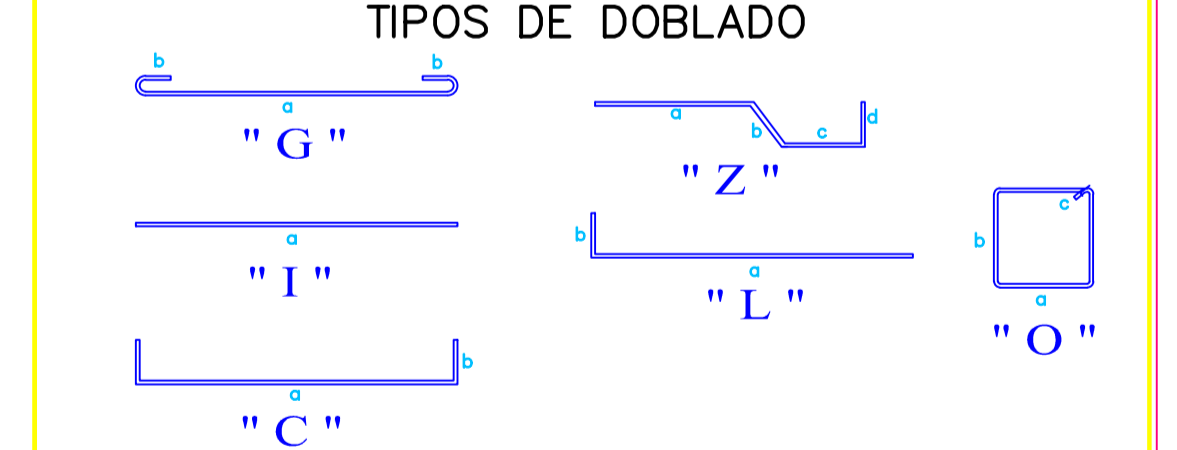 TIPOS DE DOBLADO
b b
a
" G "
a
" I "
a
b
" C "
a
b
c
d
" Z "
b
a
" L "
c
b
a
" O "